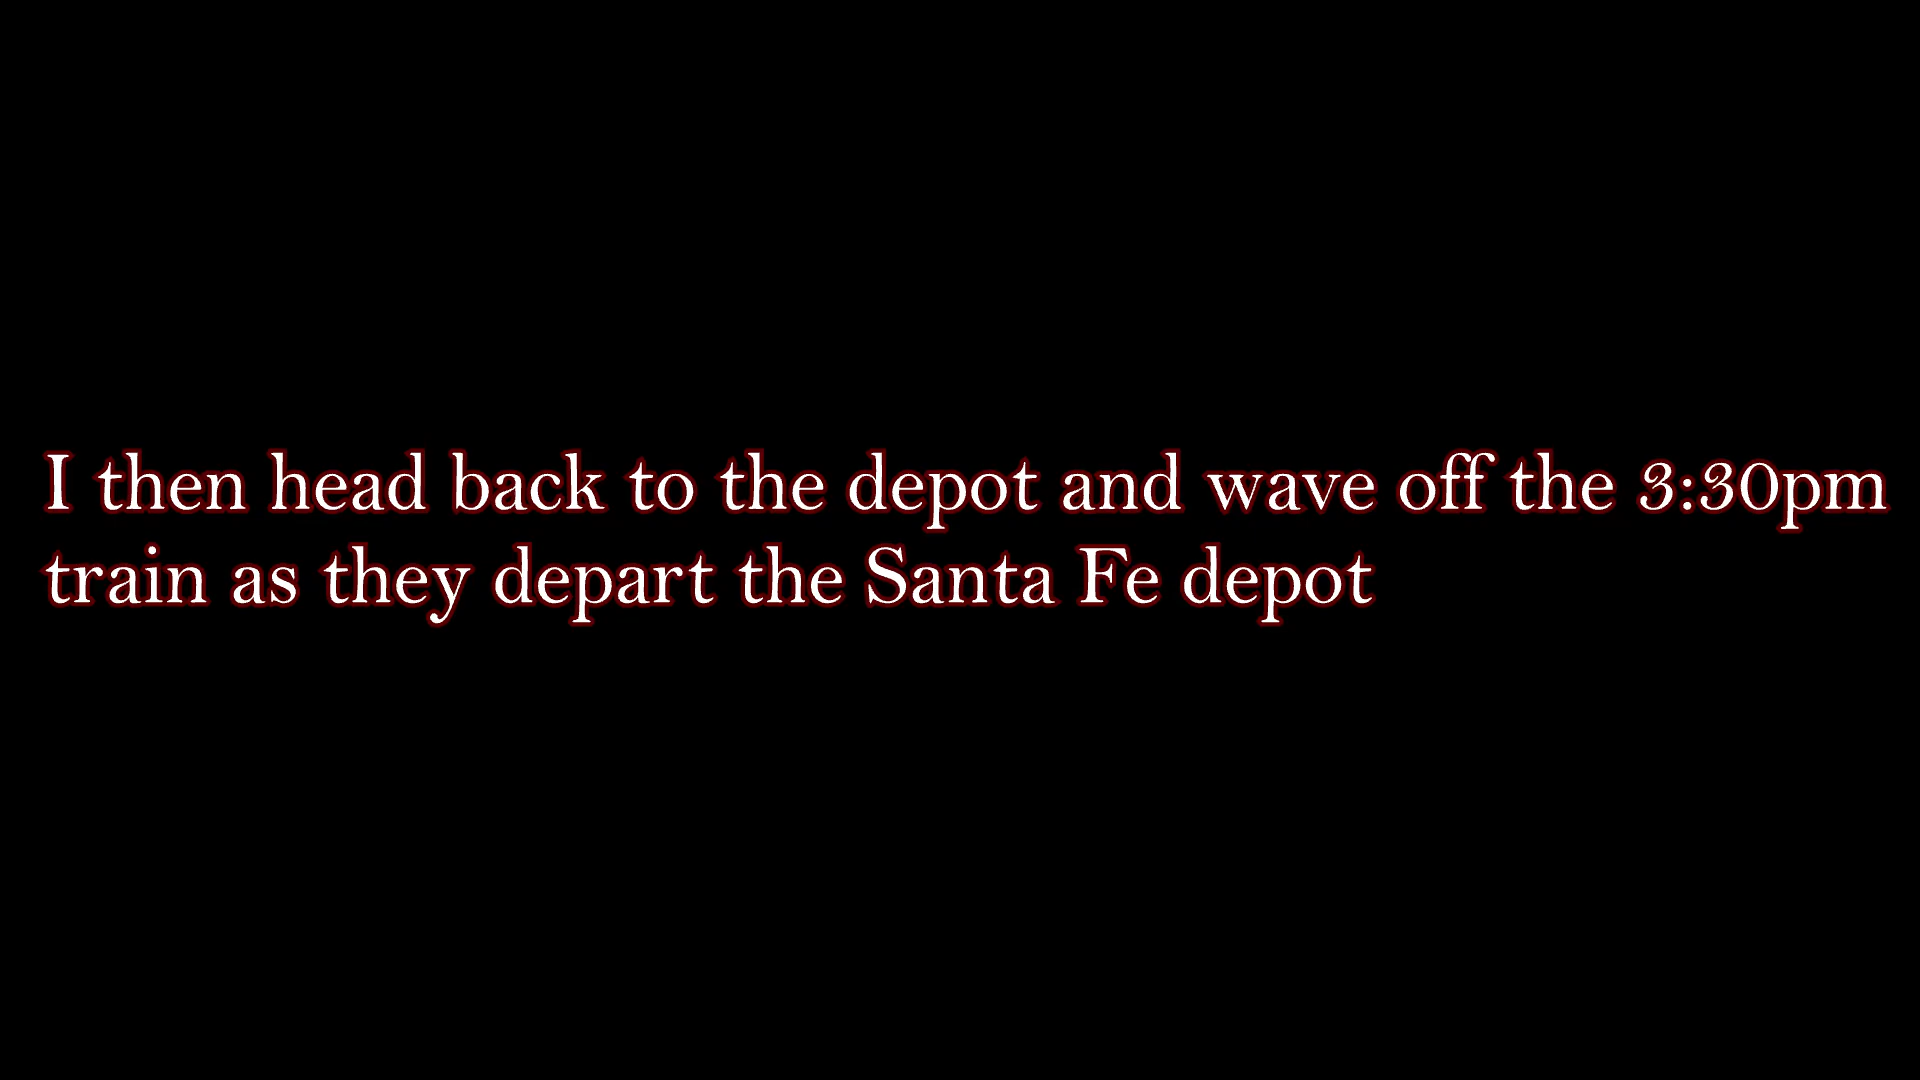 I then head back to the depot and wave off the 3:30pm
train as they depart the Santa Fe depot